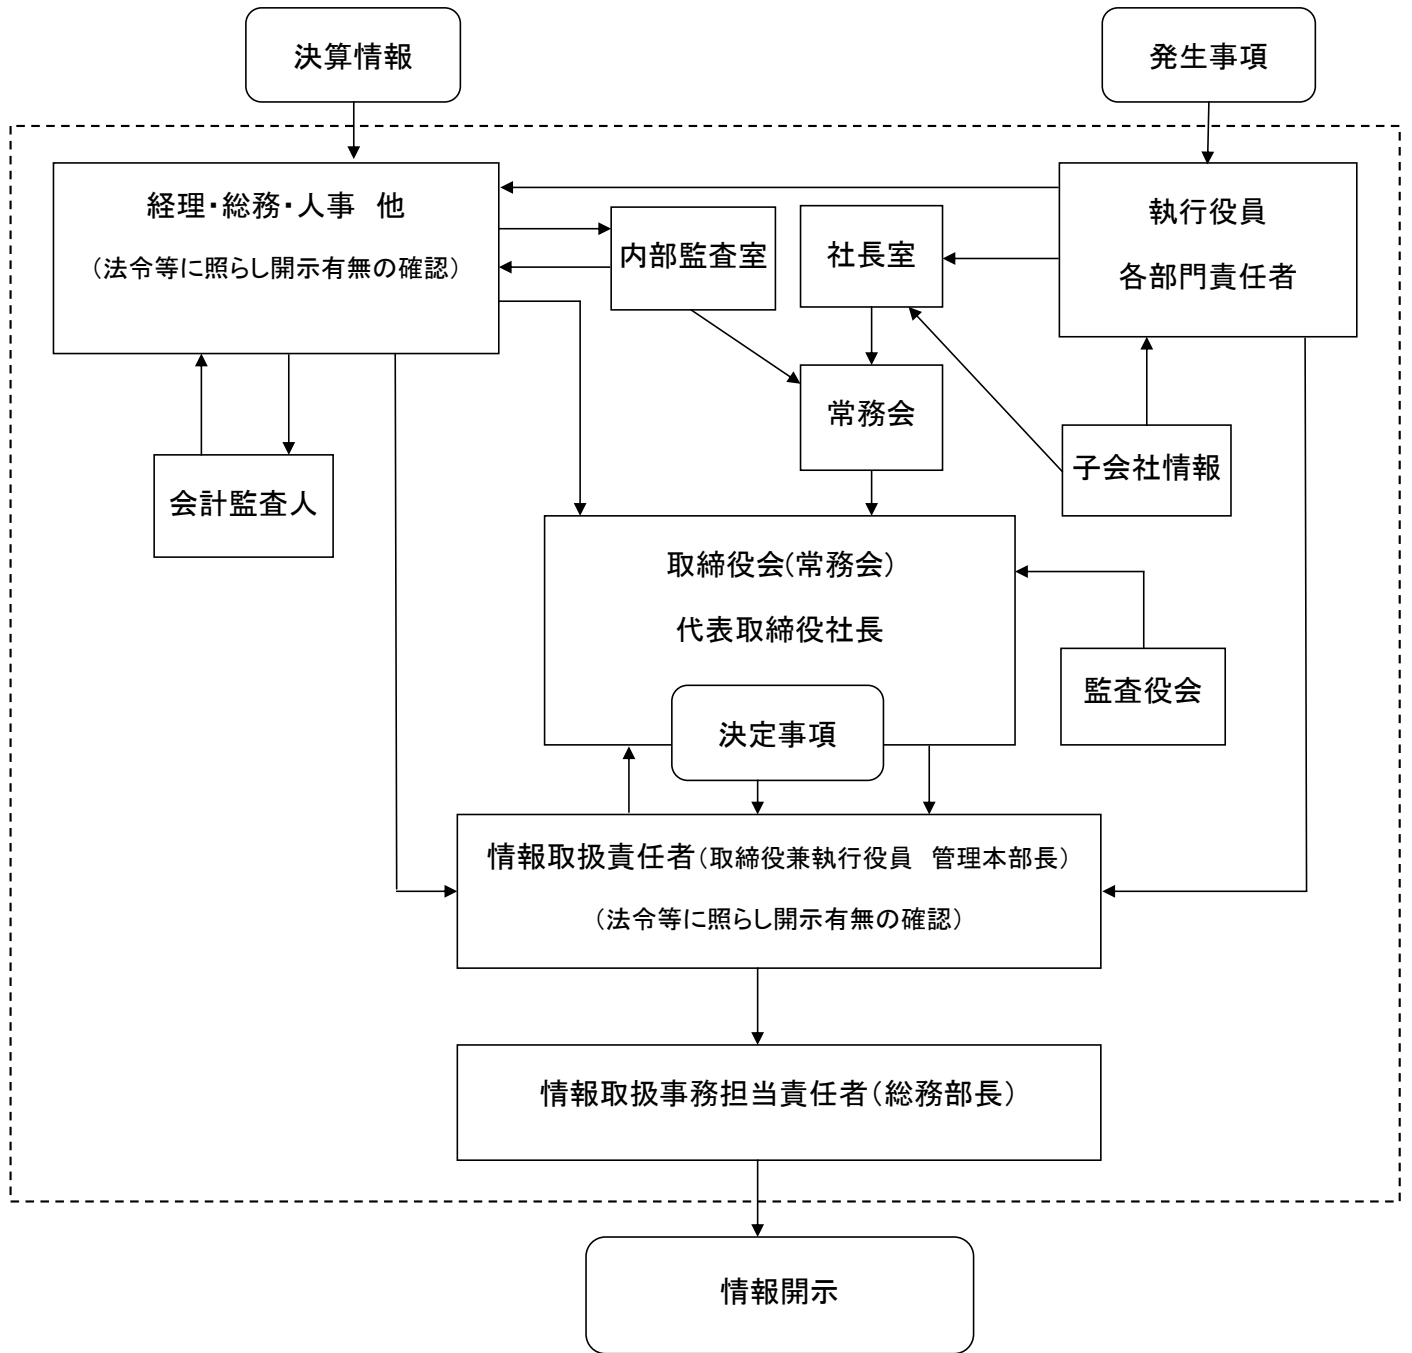 決算情報
発生事項
経理・総務・人事　他
（法令等に照らし開示有無の確認）
内部監査室
社長室
執行役員
各部門責任者
常務会
子会社情報
会計監査人
取締役会（常務会）
代表取締役社長
監査役会
決定事項
情報取扱責任者（取締役兼執行役員　管理本部長）
（法令等に照らし開示有無の確認）
情報取扱事務担当責任者（総務部長）
情報開示